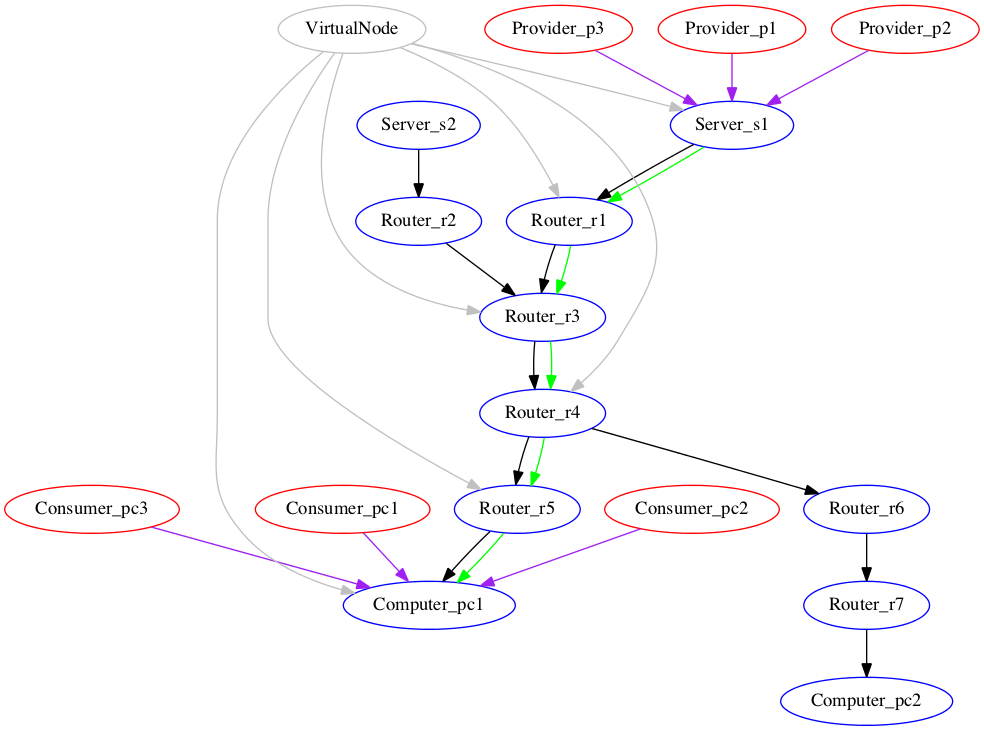 VirtualNode
Provider_p3
Provider_p1
Provider_p2
Server_s2
Server_s1
Router_r2
Router_r1
Router_r3
Router_r4
Consumer_pc3
Consumer_pc1
Router_r5
Consumer_pc2
Router_r6
Computer_pc1
Router_r7
Computer_pc2